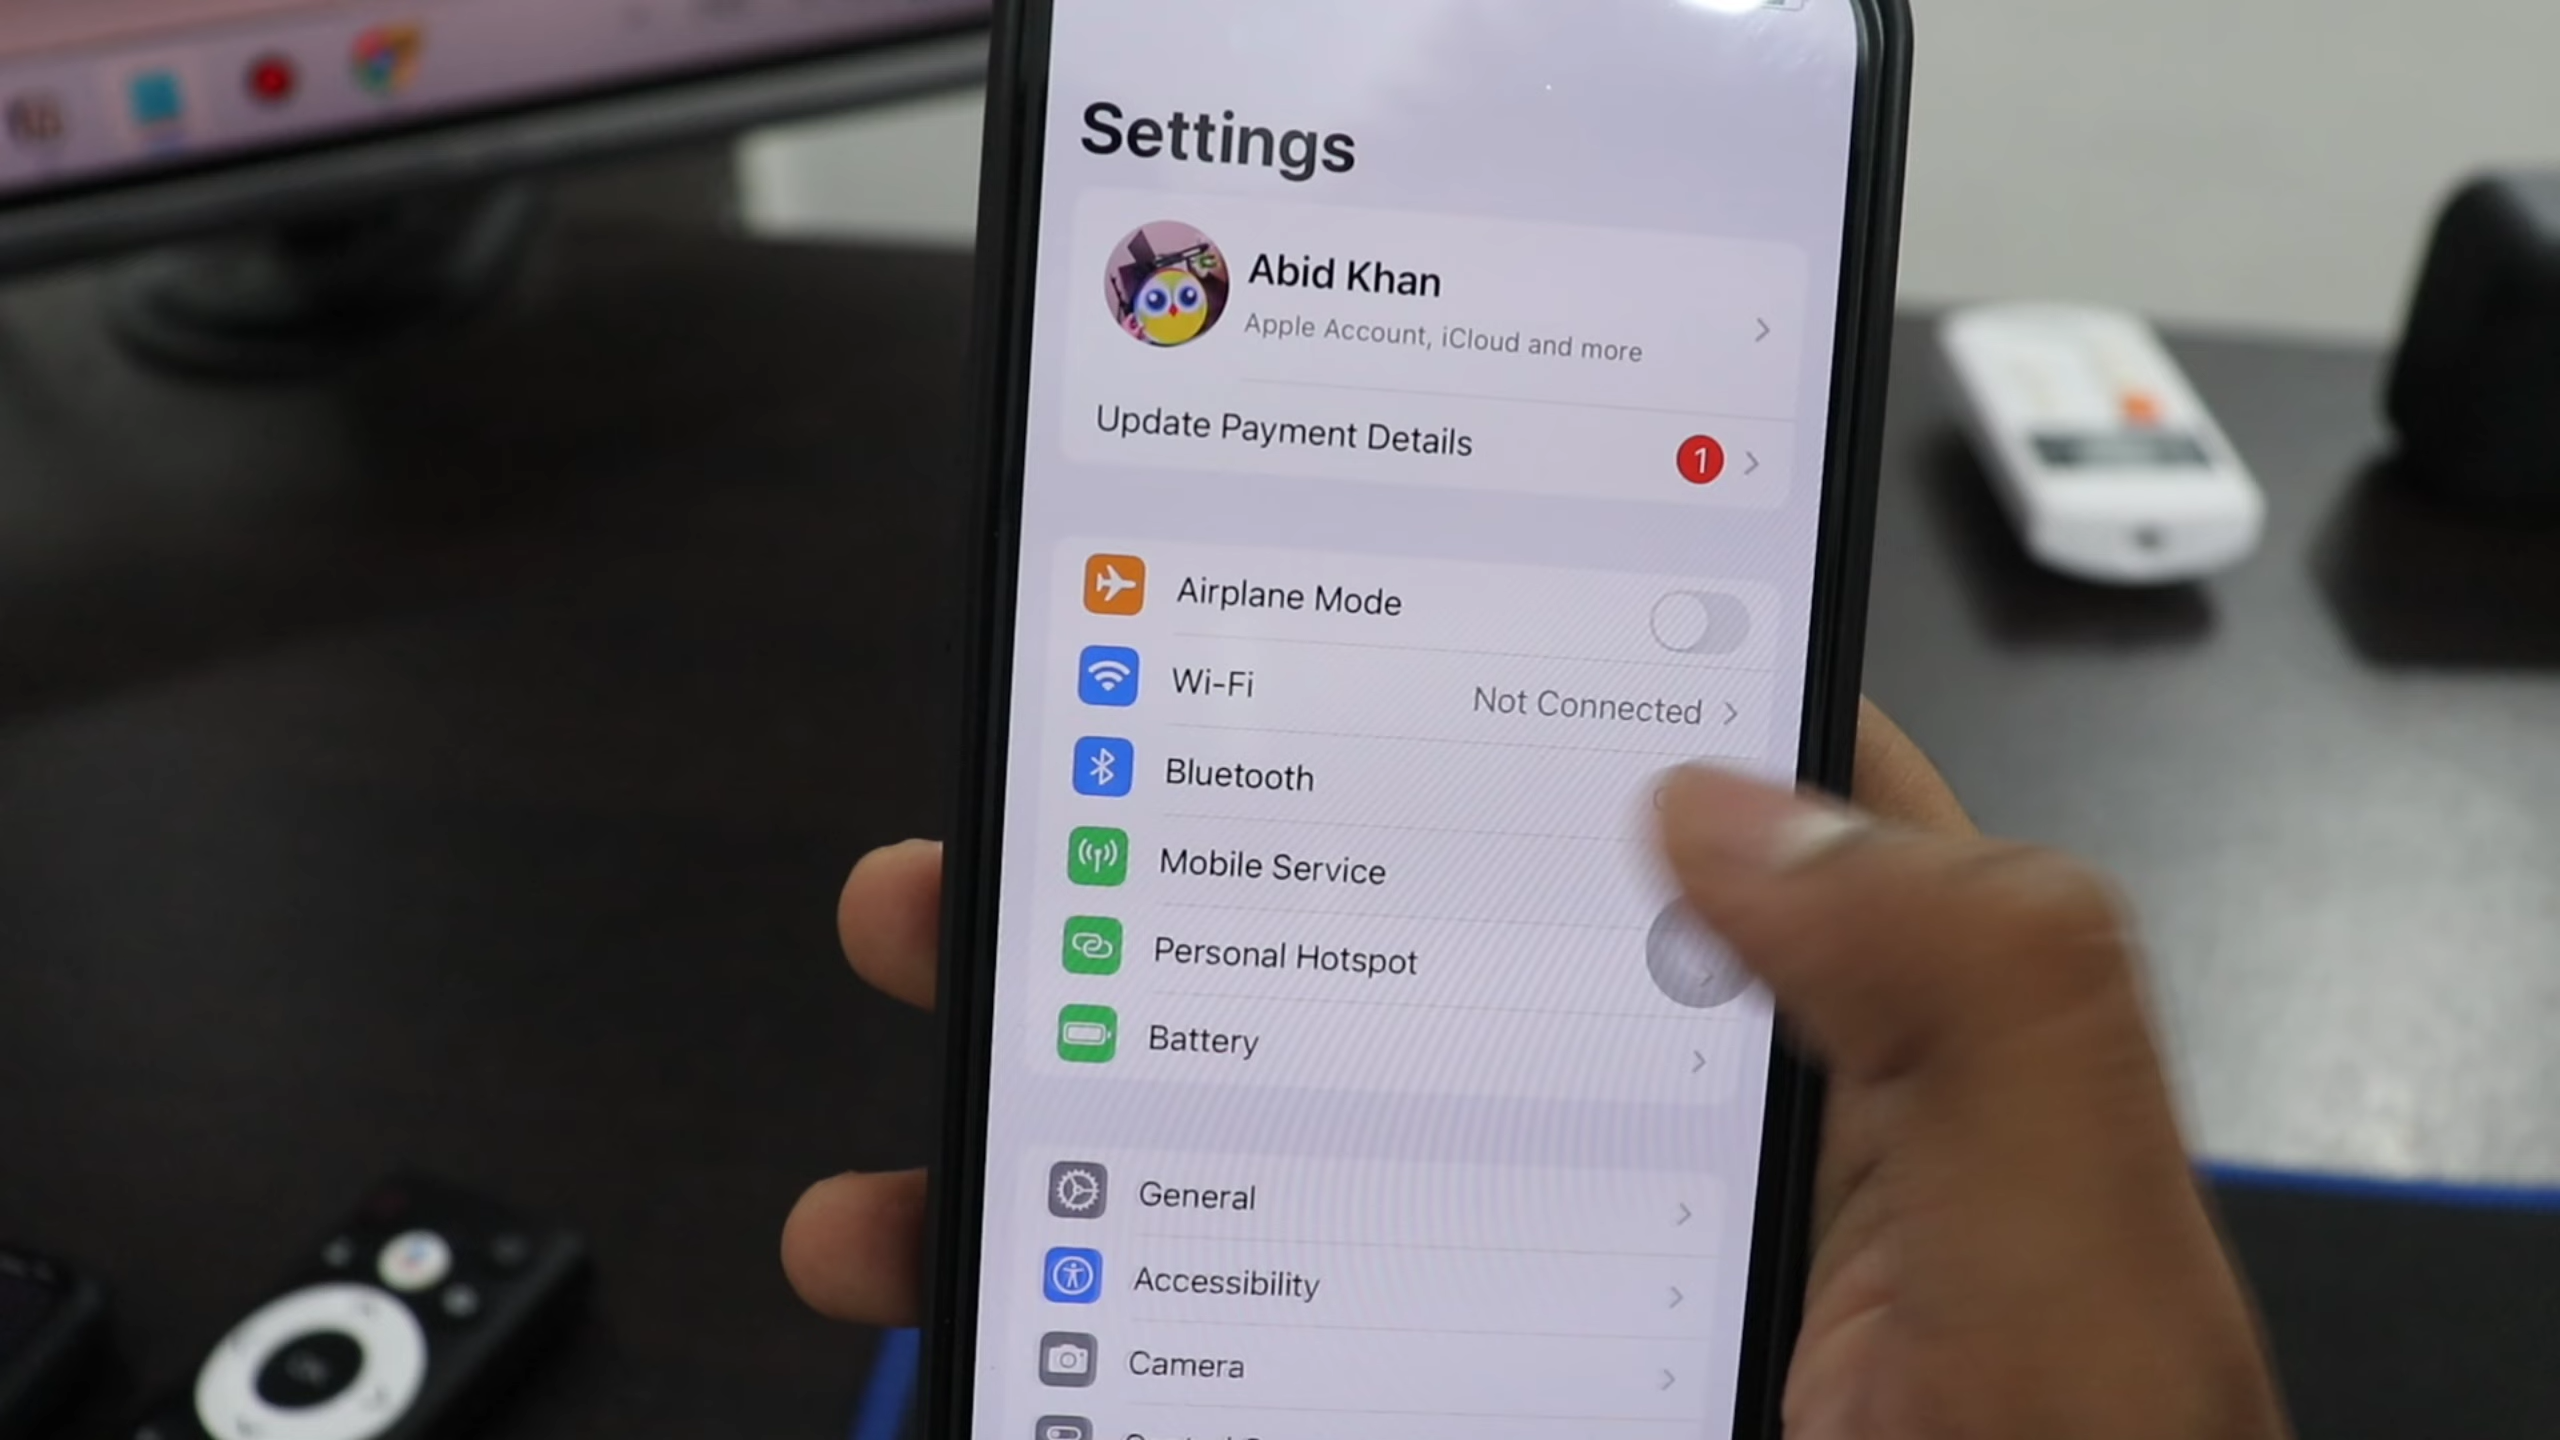 Settings
Abid Khan
Apple Account, iCloud and more
Update Payment Details
1
Airplane Mode
Wi-Fi
Not Connected
Bluetooth
Mobile Service
Personal Hotspot
Battery
General
Accessibility
Camera